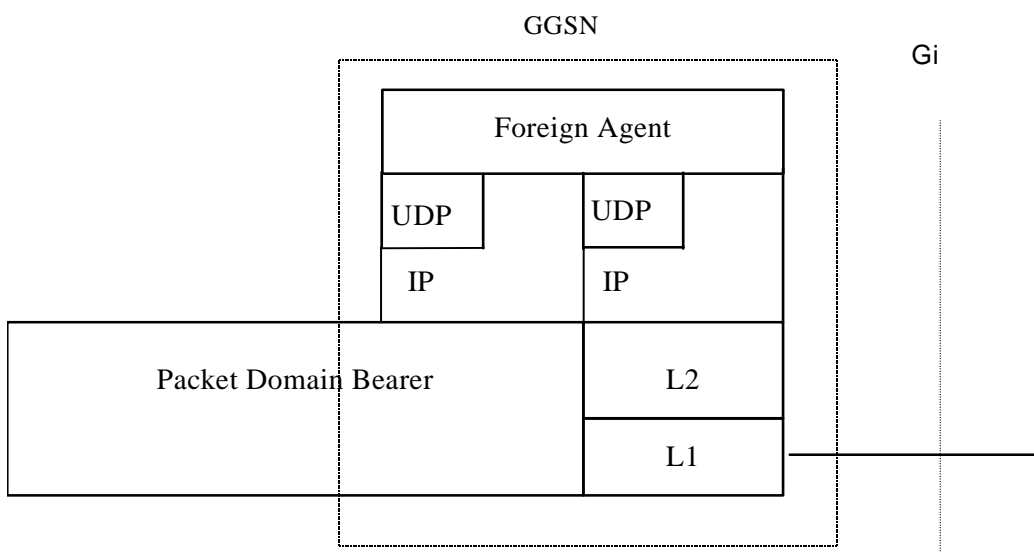 GGSN
Gi
Foreign Agent
UDP
UDP
IP
IP
Packet Domain Bearer
L2
L1